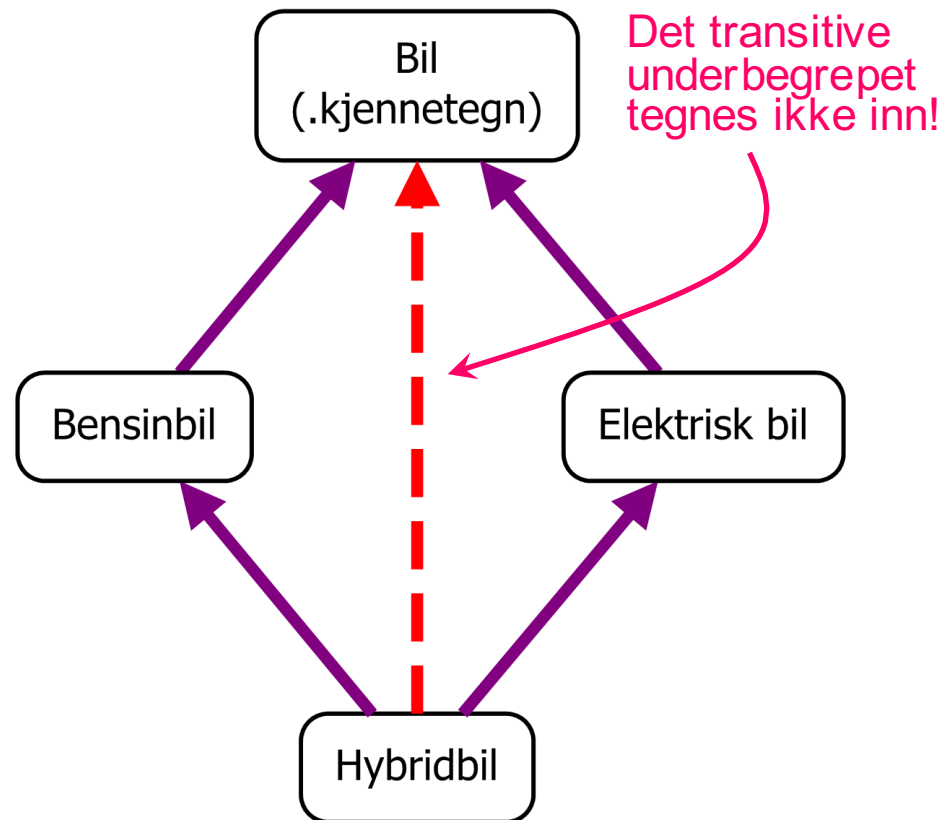 Bil
(.kjennetegn)
Det transitive
underbegrepet
tegnes ikke inn!
Bensinbil
Elektrisk bil
Hybridbil